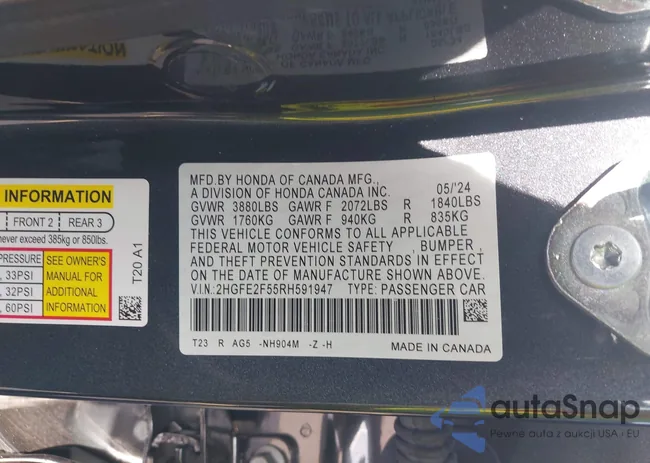 MFD.BY HONDA OF CANADA MFG.,
A DIVISION OF HONDA CANADA INC. 05/'24
GVWR 3880LBS GAWR F 2072LBS R 1840LBS
GVWR 1760KG GAWR F 940KG R 835KG
THIS VEHICLE CONFORMS TO ALL APPLICABLE
FEDERAL MOTOR VEHICLE SAFETY , BUMPER ,
AND THEFT PREVENTION STANDARDS IN EFFECT
ON THE DATE OF MANUFACTURE SHOWN ABOVE.
V.I.N.:2HGFE2F55RH591947 TYPE: PASSENGER CAR
T23 R AG5 -NH904M -Z -H
MADE IN CANADA
INFORMATION
FRONT 2 REAR 3
never exceed 385kg or 850lbs.
PRESSURE
, 33PSI
, 32PSI
, 60PSI
SEE OWNER'S
MANUAL FOR
ADDITIONAL
INFORMATION
T20 A1
autaSnap
Pewne auta z aukcji USA i EU